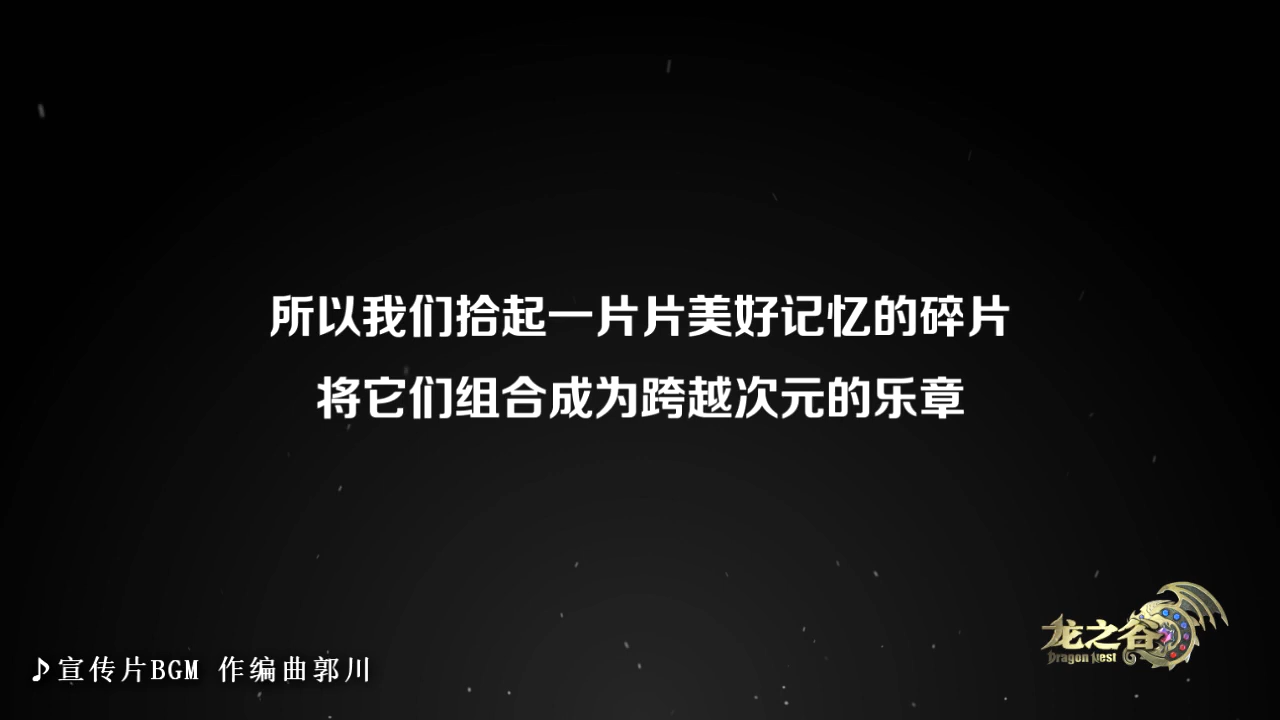 所以我们拾起一片片美好记忆的碎片
将它们组合成为跨越次元的乐章
龙之谷
Dragon Nest
♪宣传片BGM 作编曲郭川